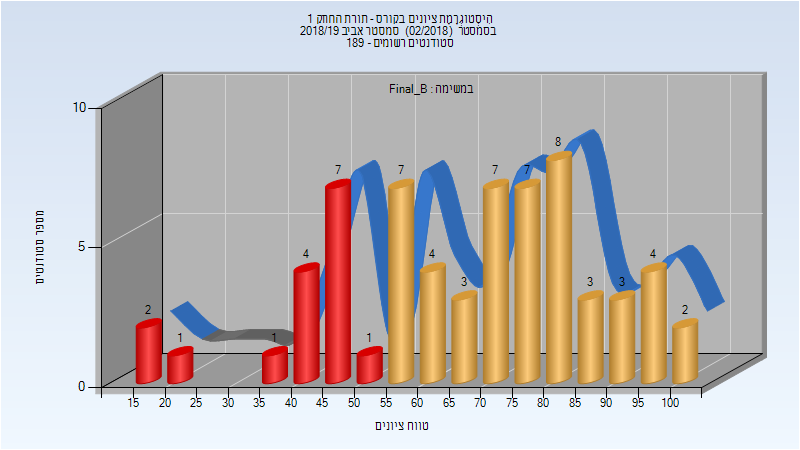 היסטוגרמת ציונים בקורס - תורת החוזק 1
בסמסטר (02/2018) סמסטר אביב 2018/19
סטודנטים רשומים - 189
במשימה : Final_B
מספר סטודנטים
10
5
0
2
1
1
4
7
1
7
4
3
7
7
8
3
3
4
2
15 20 25 30 35 40 45 50 55 60 65 70 75 80 85 90 95 100
טווח ציונים